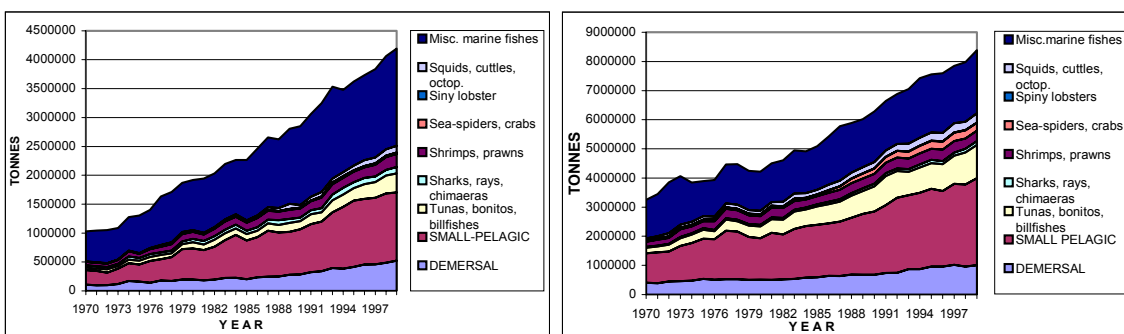 4500000
4000000
3500000
3000000
2500000
2000000
1500000
1000000
500000
0
TONNES
1970 1973 1976 1979 1982 1985 1988 1991 1994 1997
Y E A R
Misc. marine fishes
Squids, cuttles,
octop.
Siny lobster
Sea-spiders, crabs
Shrimps, prawns
Sharks, rays,
chimaeras
Tunas, bonitos,
billfishes
SMALL-PELAGIC
DEMERSAL
9000000
8000000
7000000
6000000
5000000
4000000
3000000
2000000
1000000
0
TONNES
1970 1973 1976 1979 1982 1985 1988 1991 1994 1997
Y E A R
Misc.marine fishes
Squids, cuttles,
octop.
Spiny lobsters
Sea-spiders, crabs
Shrimps, prawns
Sharks, rays,
chimaeras
Tunas, bonitos,
billfishes
SMALL PELAGIC
DEMERSAL